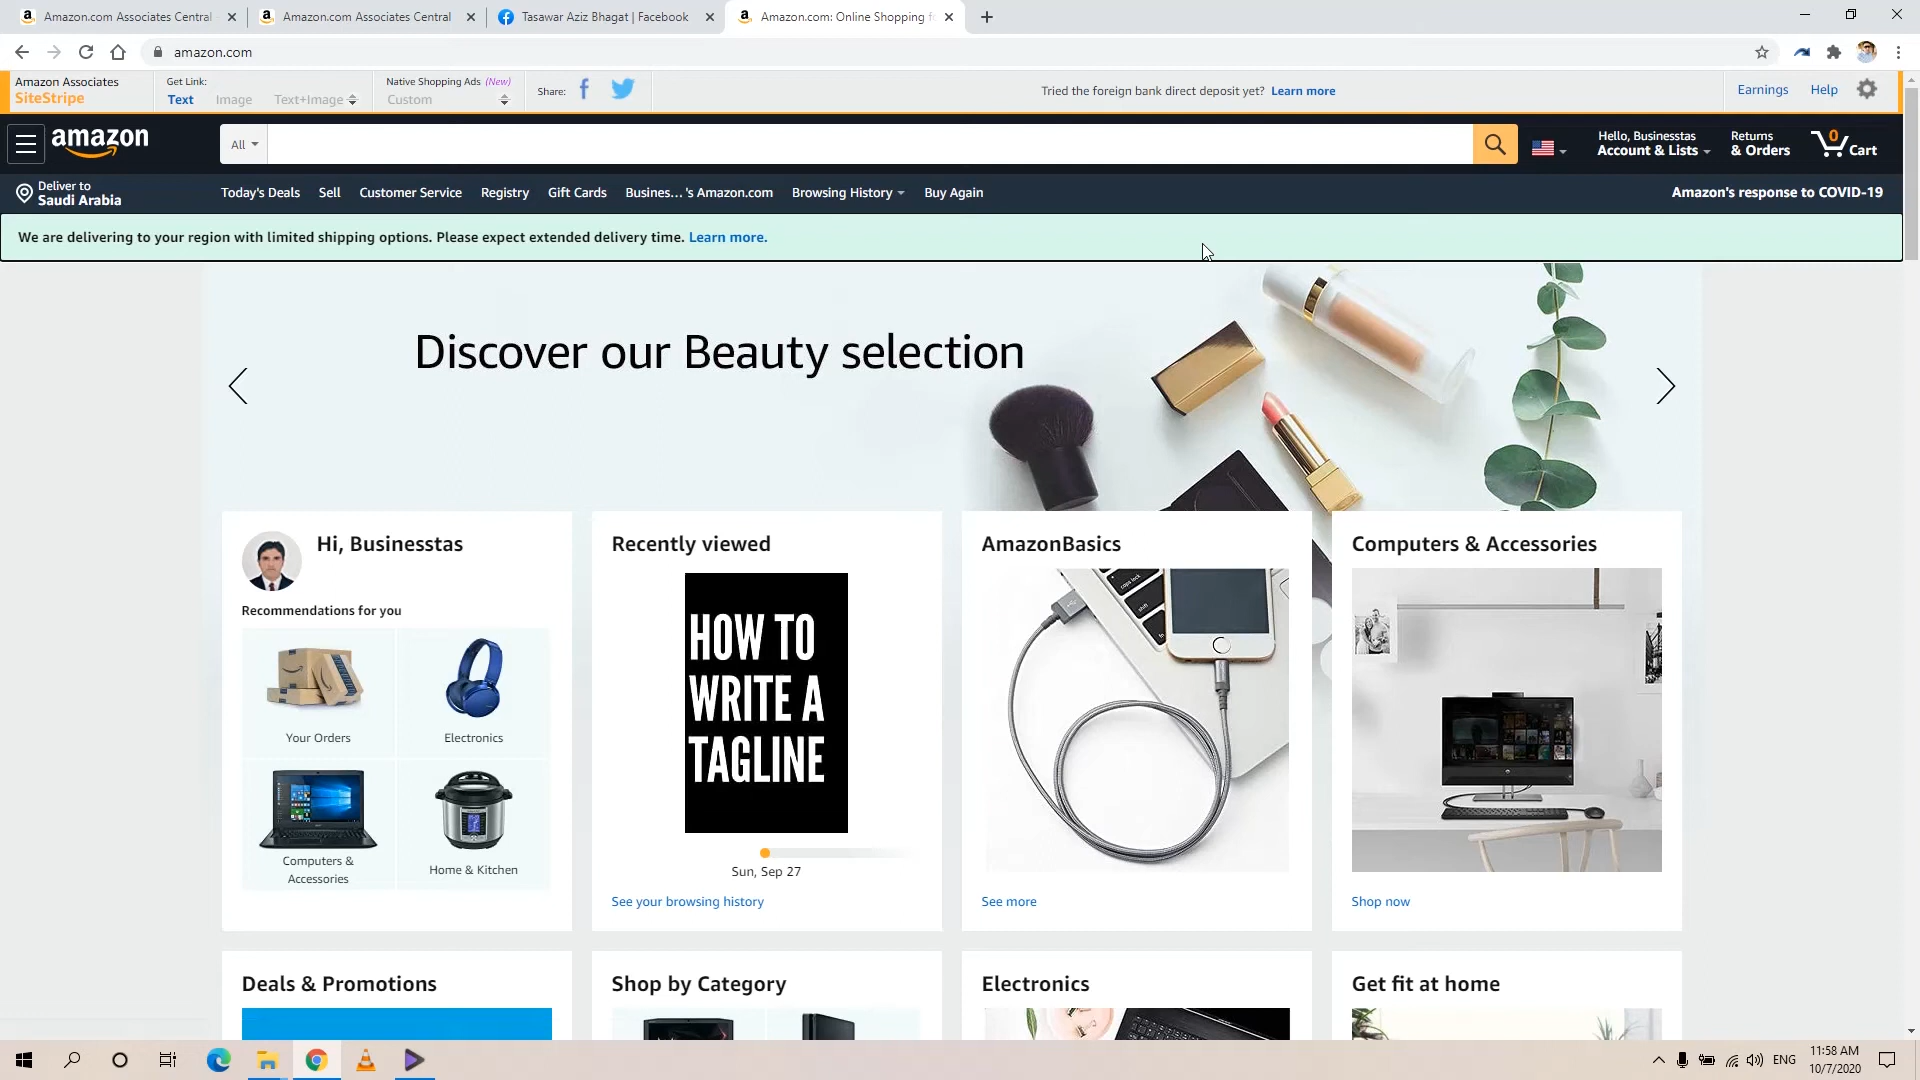 Amazon.com Associates Central
Amazon.com Associates Central
Tasawar Aziz Bhagat | Facebook
Amazon.com: Online Shopping f
amazon.com
Amazon Associates
SiteStripe
Get Link:
Text Image Text+Image
Native Shopping Ads (New)
Custom
Share:
Tried the foreign bank direct deposit yet? Learn more
Earnings Help
amazon
All
Hello, Businesstas
Account & Lists
Returns
& Orders
0
Cart
Deliver to
Saudi Arabia
Today's Deals Sell Customer Service Registry Gift Cards Busines... 's Amazon.com Browsing History Buy Again
Amazon's response to COVID-19
We are delivering to your region with limited shipping options. Please expect extended delivery time. Learn more.
Discover our Beauty selection
Hi, Businesstas
Recommendations for you
Your Orders
Electronics
Computers &
Accessories
Home & Kitchen
Recently viewed
HOW TO
WRITE A
TAGLINE
Sun, Sep 27
See your browsing history
AmazonBasics
caps lock
shift
See more
Computers & Accessories
Shop now
Deals & Promotions
Shop by Category
Electronics
Get fit at home
ENG
11:58 AM
10/7/2020